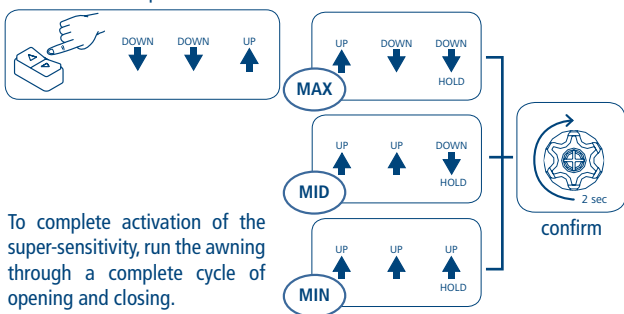 DOWN DOWN UP
UP DOWN DOWN
HOLD
MAX
UP UP DOWN
HOLD
MID
UP UP UP
HOLD
MIN
2 sec
confirm
To complete activation of the
super-sensitivity, run the awning
through a complete cycle of
opening and closing.